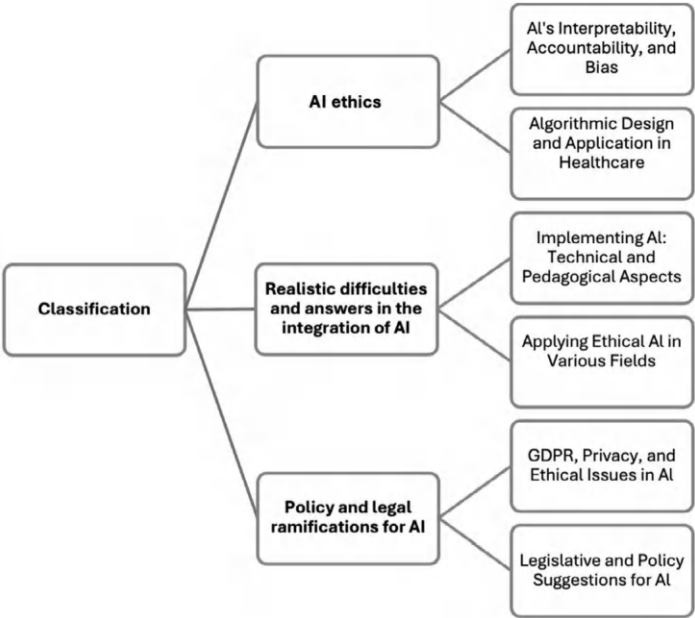 AI's Interpretability,
Accountability, and
Bias
AI ethics
Algorithmic Design
and Application in
Healthcare
Implementing AI:
Technical and
Pedagogical Aspects
Classification
Realistic difficulties
and answers in the
integration of AI
Applying Ethical AI in
Various Fields
GDPR, Privacy, and
Ethical Issues in AI
Policy and legal
ramifications for AI
Legislative and Policy
Suggestions for AI